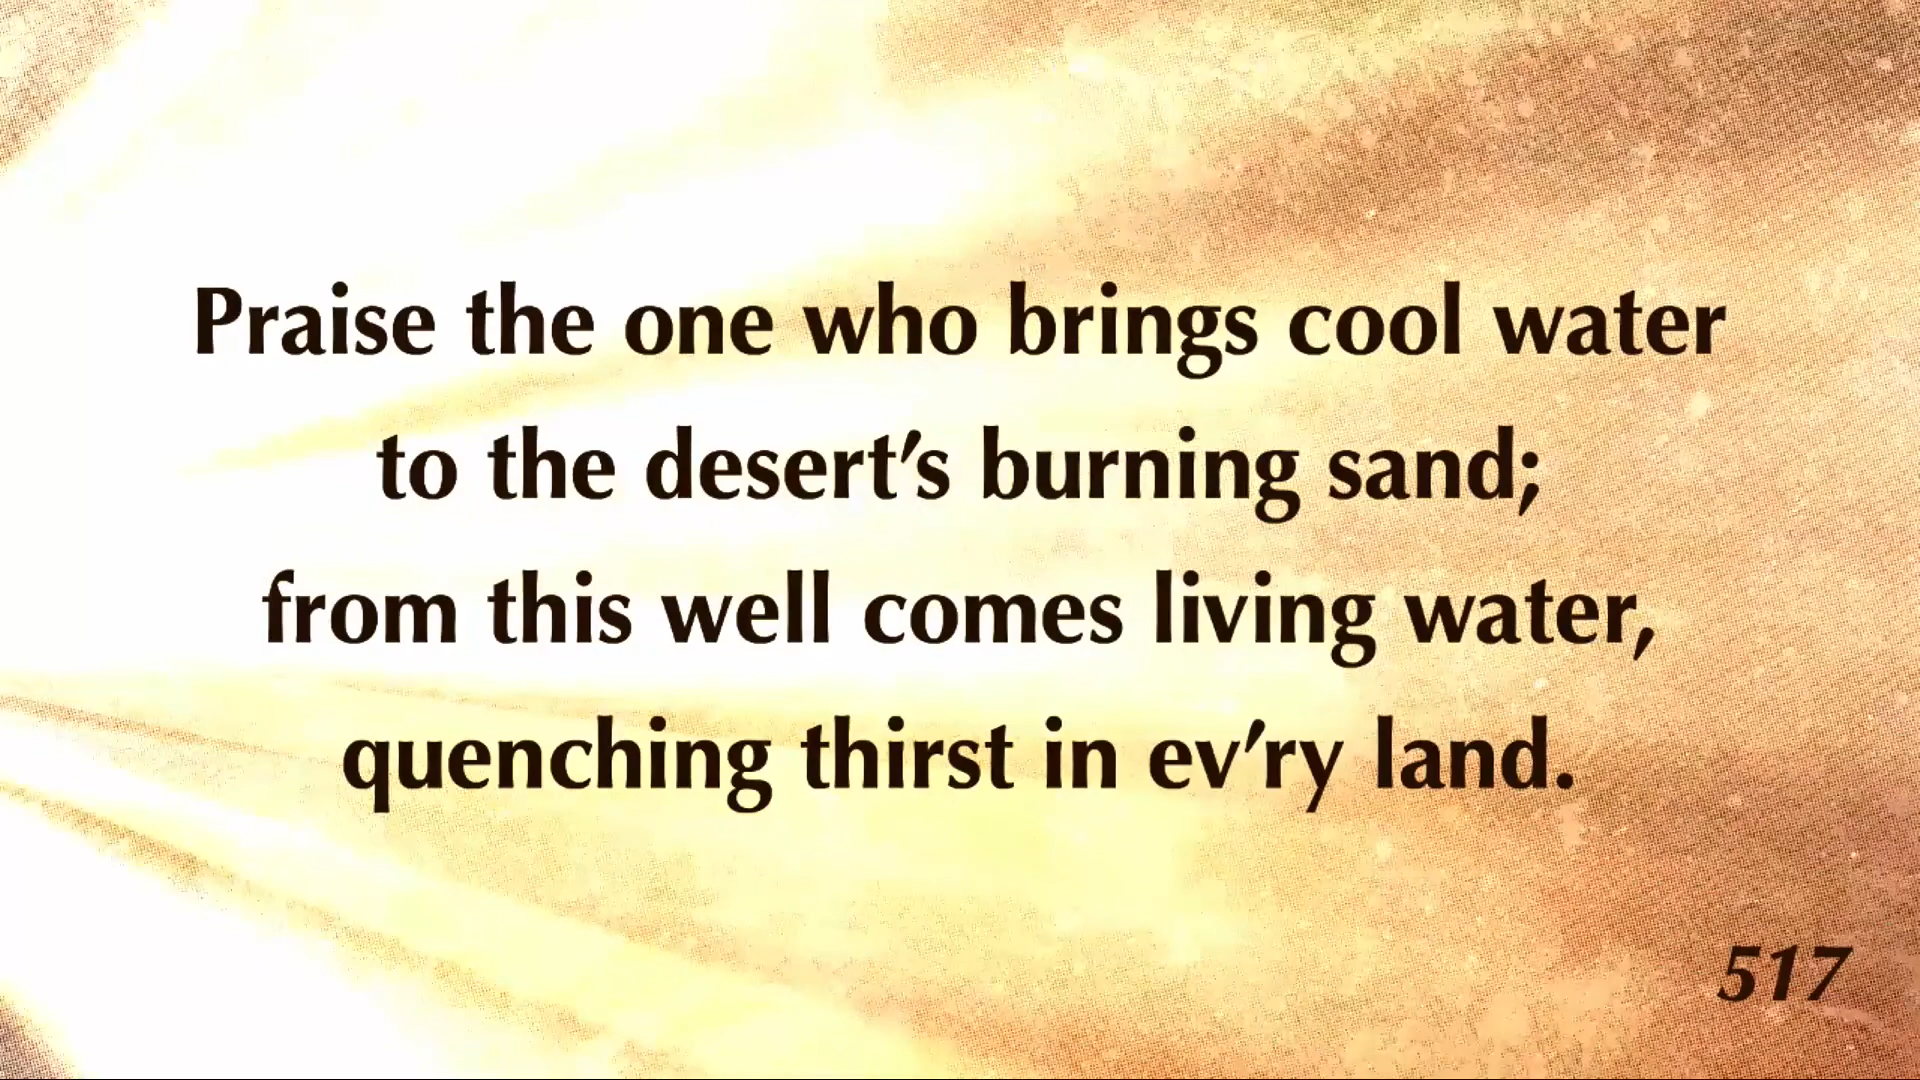 Praise the one who brings cool water
to the desert’s burning sand;
from this well comes living water,
quenching thirst in ev’ry land.
517